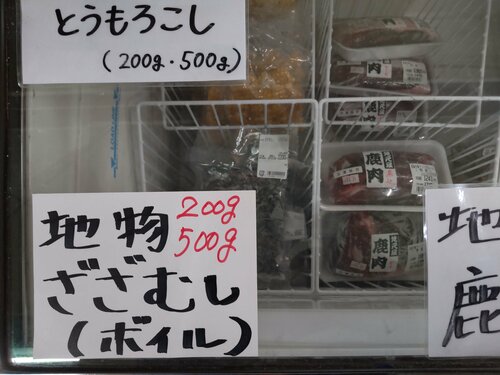 とうもろこし
(200g・500g)
地物 200g
500g
ざざむし
(ボイル)
鹿肉
鹿肉
鹿肉
地
鹿